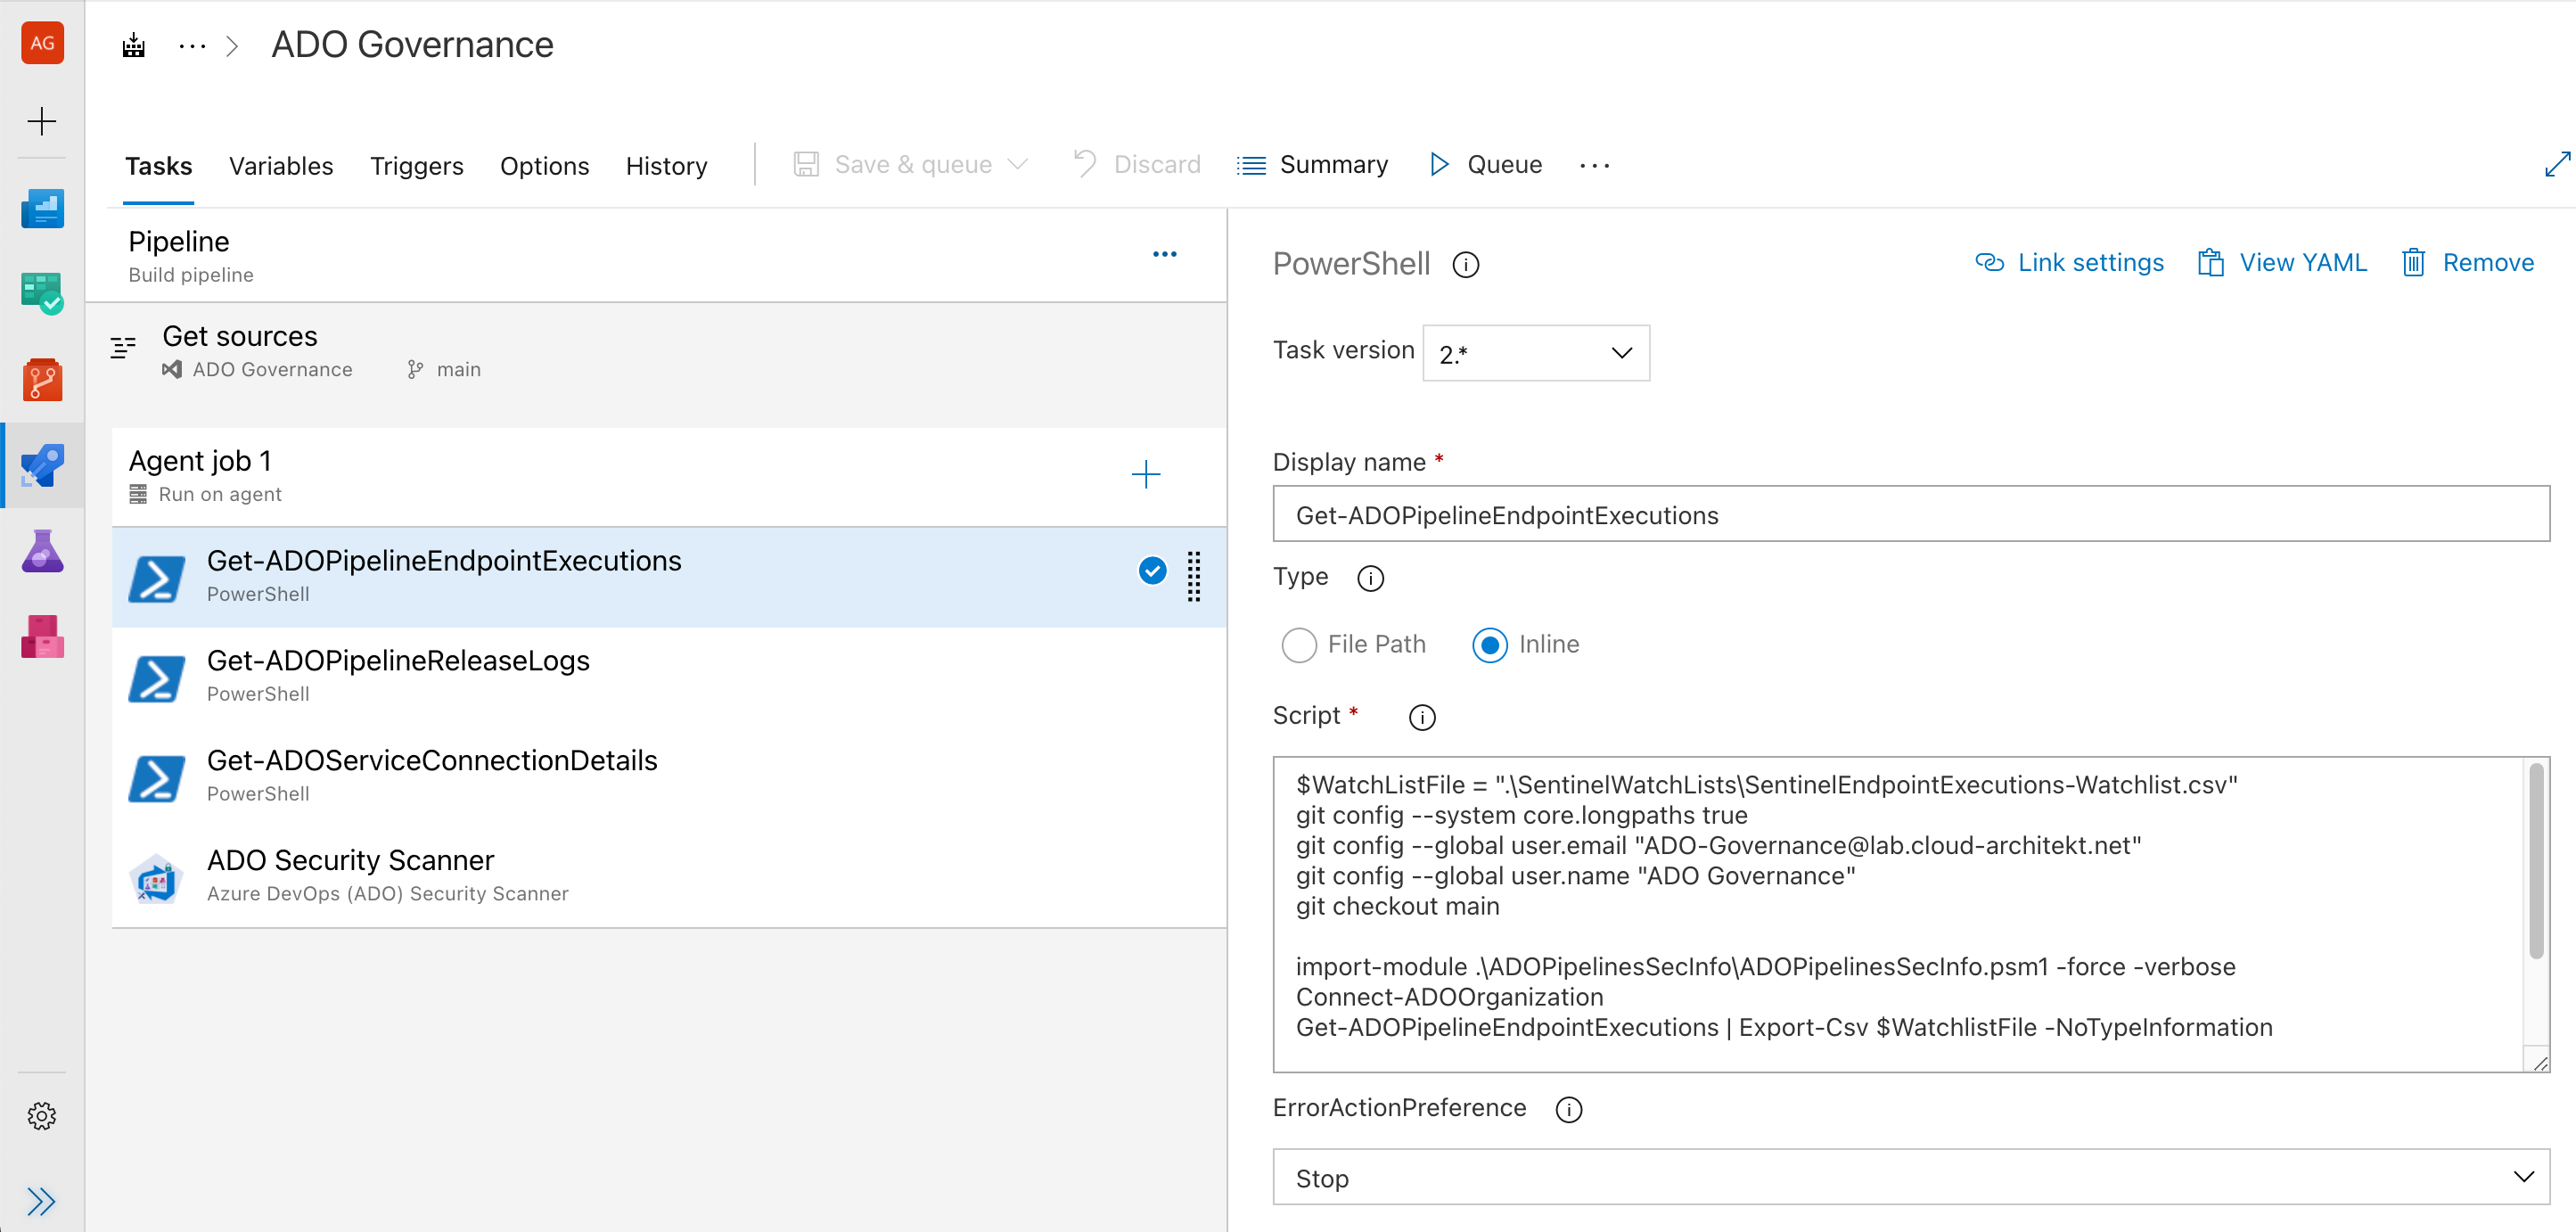 AG
ADO Governance
Tasks
Variables
Triggers
Options
History
Save & queue
Discard
Summary
Queue
Pipeline
Build pipeline
Get sources
ADO Governance
main
Agent job 1
Run on agent
Get-ADOPipelineEndpointExecutions
PowerShell
Get-ADOPipelineReleaseLogs
PowerShell
Get-ADOServiceConnectionDetails
PowerShell
ADO Security Scanner
Azure DevOps (ADO) Security Scanner
PowerShell
Link settings
View YAML
Remove
Task version
2.*
Display name *
Get-ADOPipelineEndpointExecutions
Type
File Path
Inline
Script *
$WatchListFile = ".\SentinelWatchLists\SentinelEndpointExecutions-Watchlist.csv"
git config --system core.longpaths true
git config --global user.email "ADO-Governance@lab.cloud-architekt.net"
git config --global user.name "ADO Governance"
git checkout main
import-module .\ADOPipelinesSecInfo\ADOPipelinesSecInfo.psm1 -force -verbose
Connect-ADOOrganization
Get-ADOPipelineEndpointExecutions | Export-Csv $WatchlistFile -NoTypeInformation
ErrorActionPreference
Stop